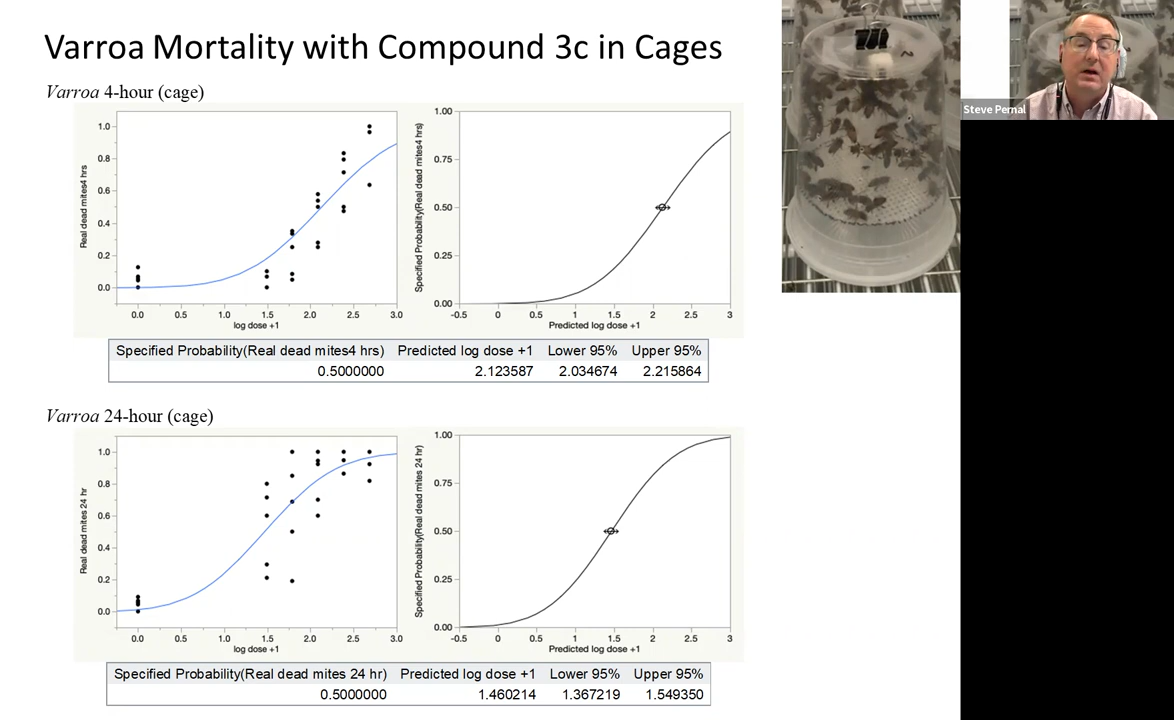 Varroa Mortality with Compound 3c in Cages
Steve Pernal
Varroa 4-hour (cage)
Real dead mites4 hrs
1.0
0.8
0.6
0.4
0.2
0.0
0.0 0.5 1.0 1.5 2.0 2.5 3.0
log dose +1
Specified Probability(Real dead mites4 hrs)
1.00
0.75
0.50
0.25
0.00
-0.5 0 0.5 1 1.5 2 2.5 3
Predicted log dose +1
Specified Probability(Real dead mites4 hrs) Predicted log dose +1 Lower 95% Upper 95%
0.5000000 2.123587 2.034674 2.215864
Varroa 24-hour (cage)
Real dead mites 24 hr
1.0
0.8
0.6
0.4
0.2
0.0
0.0 0.5 1.0 1.5 2.0 2.5 3.0
log dose +1
Specified Probability(Real dead mites 24 hr)
1.00
0.75
0.50
0.25
0.00
-0.5 0 0.5 1 1.5 2 2.5 3
Predicted log dose +1
Specified Probability(Real dead mites 24 hr) Predicted log dose +1 Lower 95% Upper 95%
0.5000000 1.460214 1.367219 1.549350